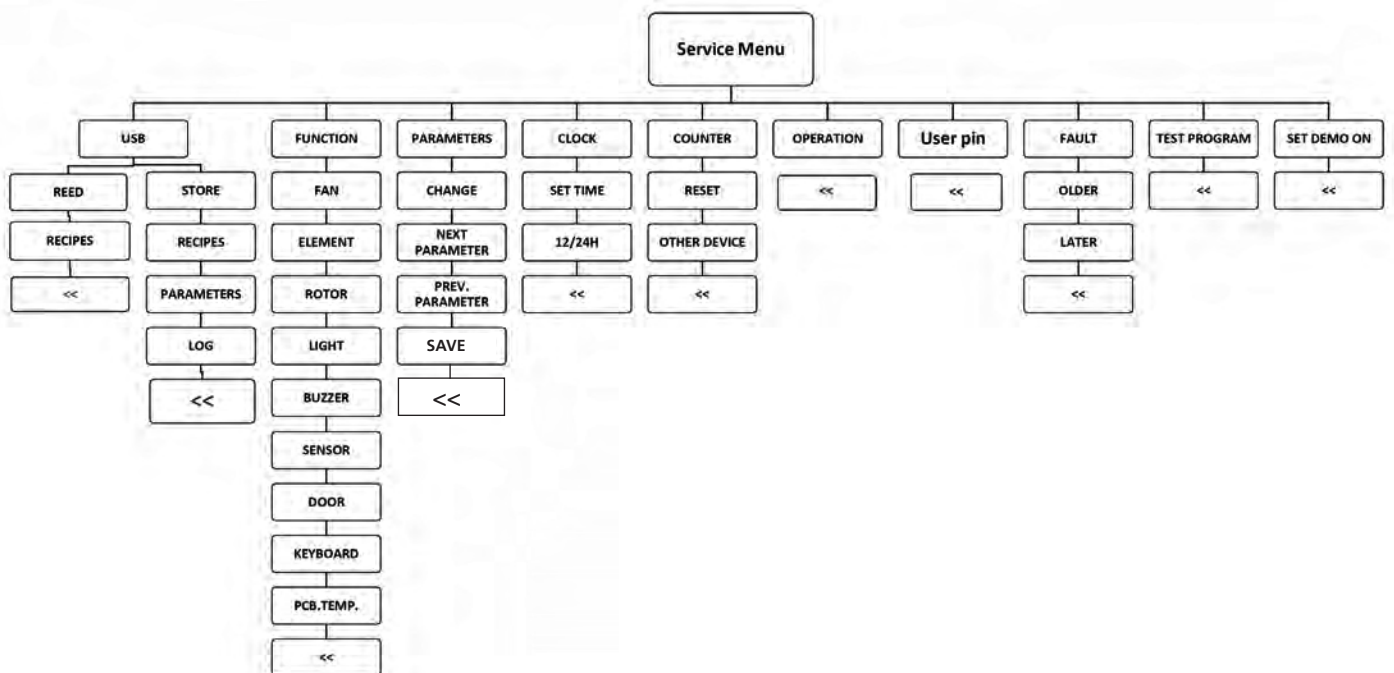 Service Menu
USB
FUNCTION
PARAMETERS
CLOCK
COUNTER
OPERATION
User pin
FAULT
TEST PROGRAM
SET DEMO ON
REED
STORE
FAN
CHANGE
SET TIME
RESET
<<
<<
OLDER
<<
<<
RECIPES
RECIPES
ELEMENT
NEXT
PARAMETER
12/24H
OTHER DEVICE
LATER
<<
PARAMETERS
ROTOR
PREV.
PARAMETER
<<
<<
<<
LOG
LIGHT
SAVE
<<
BUZZER
<<
SENSOR
DOOR
KEYBOARD
PCB.TEMP.
<<